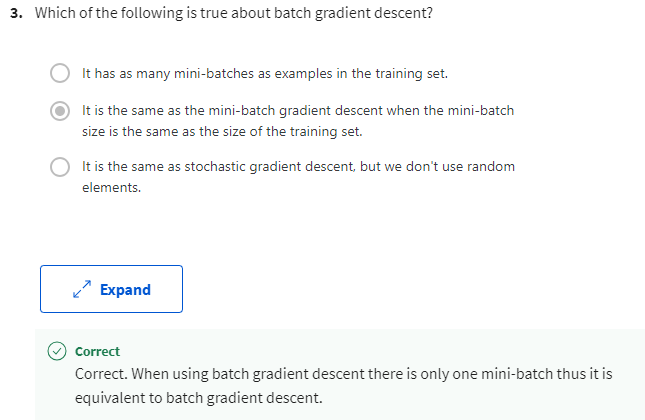 3. Which of the following is true about batch gradient descent?
It has as many mini-batches as examples in the training set.
It is the same as the mini-batch gradient descent when the mini-batch
size is the same as the size of the training set.
It is the same as stochastic gradient descent, but we don't use random
elements.
Expand
Correct
Correct. When using batch gradient descent there is only one mini-batch thus it is
equivalent to batch gradient descent.